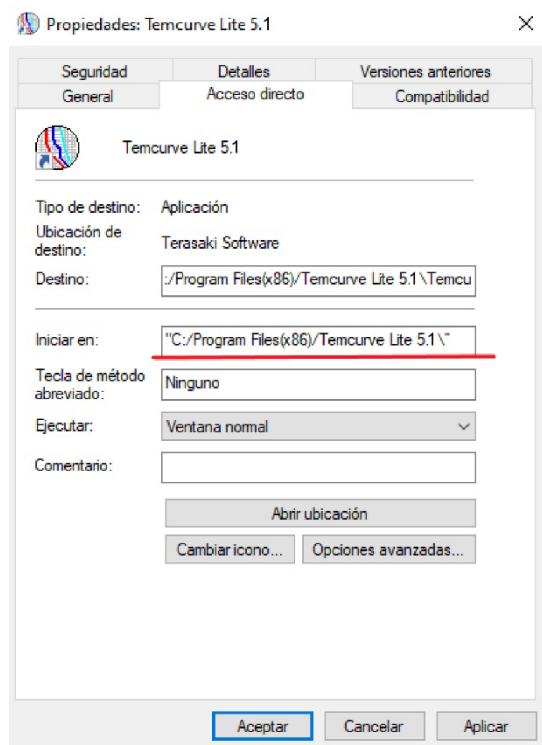 Propiedades: Temcurve Lite 5.1
Seguridad Detalles Versiones anteriores
General Acceso directo Compatibilidad
Temcurve Lite 5.1
Tipo de destino: Aplicación
Ubicación de destino: Terasaki Software
Destino: :/Program Files(x86)/Temcurve Lite 5.1\Temcu
Iniciar en: "C:/Program Files(x86)/Temcurve Lite 5.1\"
Tecla de método abreviado: Ninguno
Ejecutar: Ventana normal
Comentario:
Abrir ubicación
Cambiar icono... Opciones avanzadas...
Aceptar Cancelar Aplicar